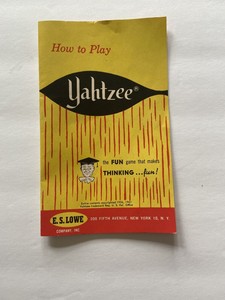 How to Play
Yahtzee®
the FUN game that makes
THINKING...fun!
E.S. LOWE
COMPANY, INC.
FIFTH AVENUE, NEW YORK 10, N. Y.